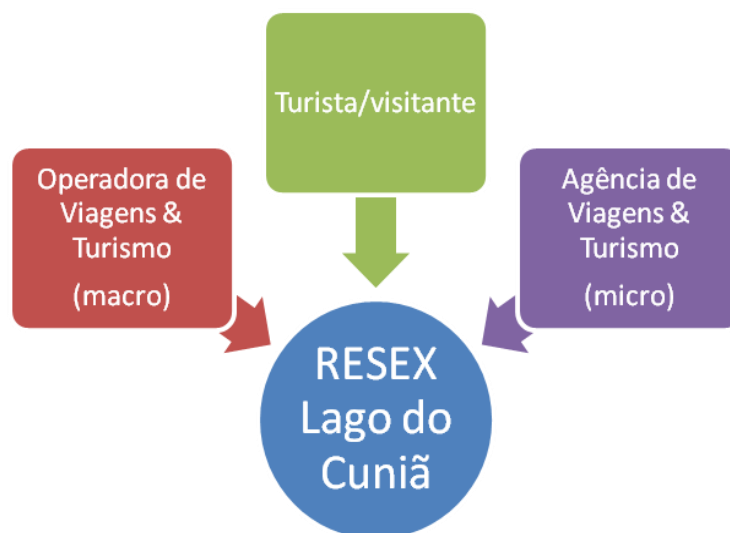 Turista/visitante
Operadora de
Viagens &
Turismo
(macro)
Agência de
Viagens &
Turismo
(micro)
RESEX
Lago do
Cuniã